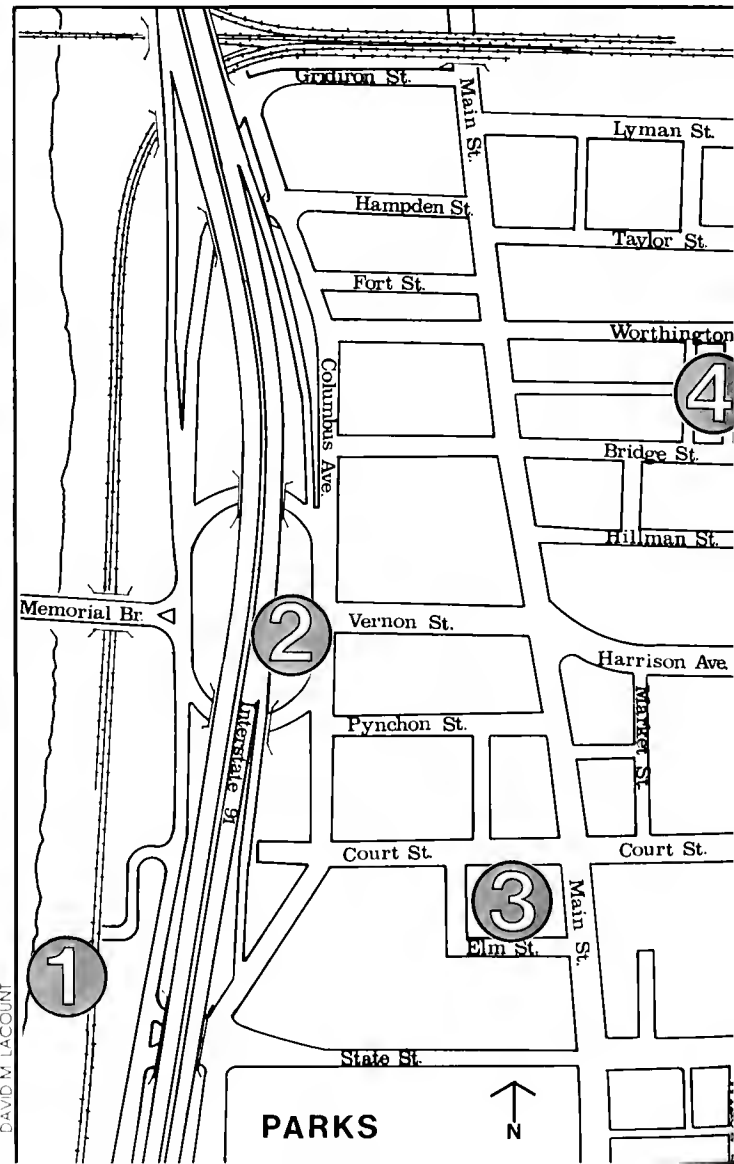 Gridiron St.
Main St.
Lyman St.
Hampden St.
Taylor St.
Fort St.
Worthington
Columbus Ave.
4
Bridge St.
Hillman St.
Memorial Br.
2
Vernon St.
Harrison Ave.
Market St.
Pynchon St.
Interstate 91
Court St.
Court St.
3
Main St.
Elm St.
1
State St.
PARKS
N
DAVID M LACOUNT